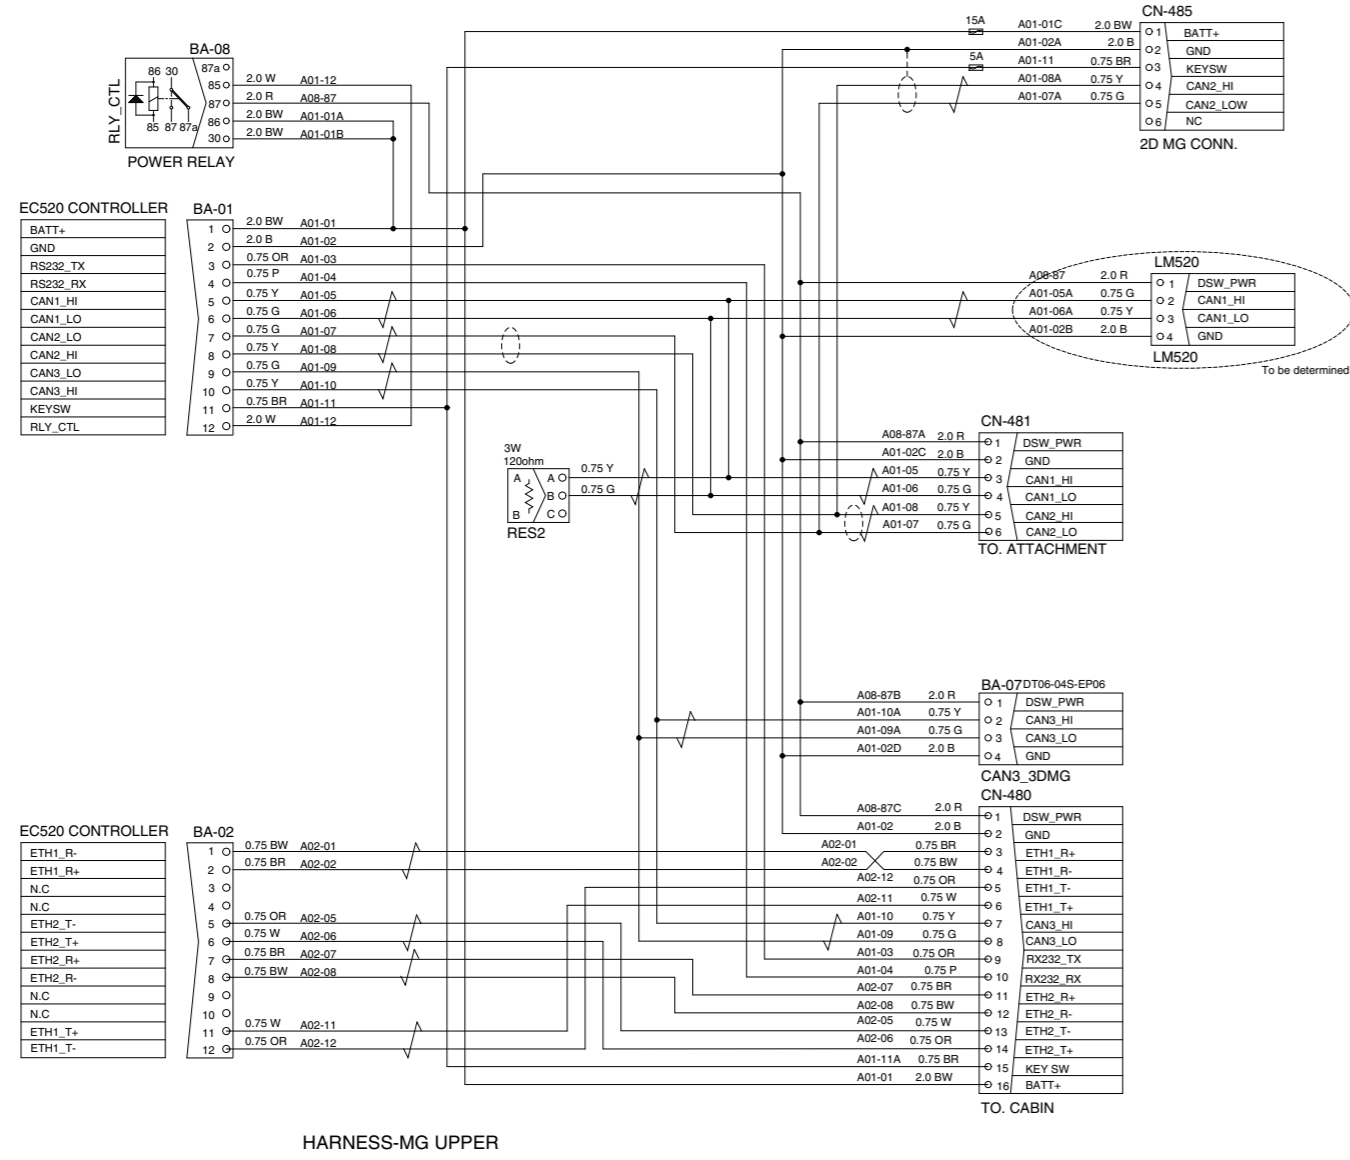 CN-485
15A A01-01C 2.0 BW 1 BATT+
A01-02A 2.0 B 2 GND
5A A01-11 0.75 BR 3 KEYSW
A01-08A 0.75 Y 4 CAN2_HI
A01-07A 0.75 G 5 CAN2_LOW
6 NC
2D MG CONN.
BA-08
RLY_CTL
86 30
85 87 87a
87a
85 2.0 W A01-12
87 2.0 R A08-87
86 2.0 BW A01-01A
30 2.0 BW A01-01B
POWER RELAY
EC520 CONTROLLER BA-01
BATT+ 1 2.0 BW A01-01
GND 2 2.0 B A01-02
RS232_TX 3 0.75 OR A01-03
RS232_RX 4 0.75 P A01-04
CAN1_HI 5 0.75 Y A01-05
CAN1_LO 6 0.75 G A01-06
CAN2_LO 7 0.75 G A01-07
CAN2_HI 8 0.75 Y A01-08
CAN3_LO 9 0.75 G A01-09
CAN3_HI 10 0.75 Y A01-10
KEYSW 11 0.75 BR A01-11
RLY_CTL 12 2.0 W A01-12
LM520
A08-87 2.0 R 1 DSW_PWR
A01-05A 0.75 G 2 CAN1_HI
A01-06A 0.75 Y 3 CAN1_LO
A01-02B 2.0 B 4 GND
LM520
To be determined
3W
120ohm
A A 0.75 Y
B 0.75 G
B C
RES2
CN-481
A08-87A 2.0 R 1 DSW_PWR
A01-02C 2.0 B 2 GND
A01-05 0.75 Y 3 CAN1_HI
A01-06 0.75 G 4 CAN1_LO
A01-08 0.75 Y 5 CAN2_HI
A01-07 0.75 G 6 CAN2_LO
TO. ATTACHMENT
BA-07 DT06-04S-EP06
A08-87B 2.0 R 1 DSW_PWR
A01-10A 0.75 Y 2 CAN3_HI
A01-09A 0.75 G 3 CAN3_LO
A01-02D 2.0 B 4 GND
CAN3_3DMG
EC520 CONTROLLER BA-02
ETH1_R- 1 0.75 BW A02-01
ETH1_R+ 2 0.75 BR A02-02
N.C 3
N.C 4
ETH2_T- 5 0.75 OR A02-05
ETH2_T+ 6 0.75 W A02-06
ETH2_R+ 7 0.75 BR A02-07
ETH2_R- 8 0.75 BW A02-08
N.C 9
N.C 10
ETH1_T+ 11 0.75 W A02-11
ETH1_T- 12 0.75 OR A02-12
CN-480
A08-87C 2.0 R 1 DSW_PWR
A01-02 2.0 B 2 GND
A02-01 0.75 BR 3 ETH1_R+
A02-02 0.75 BW 4 ETH1_R-
A02-12 0.75 OR 5 ETH1_T-
A02-11 0.75 W 6 ETH1_T+
A01-10 0.75 Y 7 CAN3_HI
A01-09 0.75 G 8 CAN3_LO
A01-03 0.75 OR 9 RX232_TX
A01-04 0.75 P 10 RX232_RX
A02-07 0.75 BR 11 ETH2_R+
A02-08 0.75 BW 12 ETH2_R-
A02-05 0.75 W 13 ETH2_T-
A02-06 0.75 OR 14 ETH2_T+
A01-11A 0.75 BR 15 KEY SW
A01-01 2.0 BW 16 BATT+
TO. CABIN
HARNESS-MG UPPER